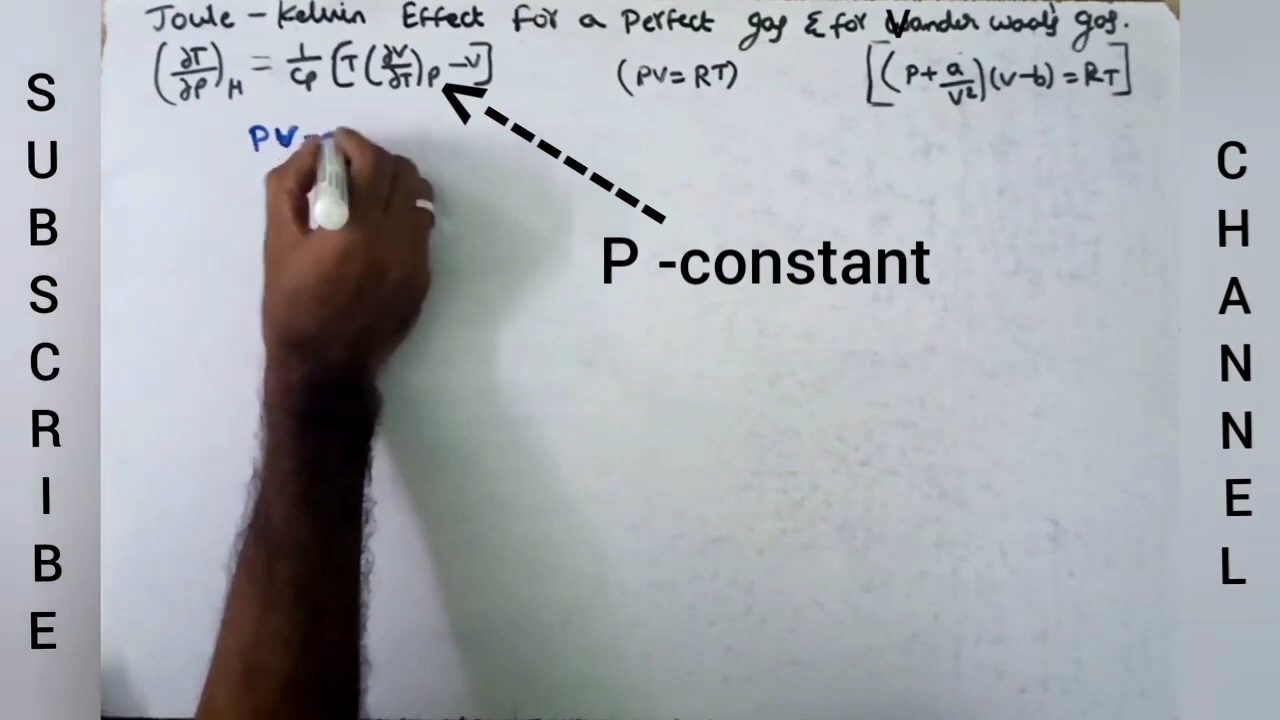 Joule - Kelvin Effect for a Perfect gas & for Vander waals gas.
(∂T/∂P)H = 1/CP [T(∂V/∂T)P - V] (PV = RT) [(P + a/V²)(V-b) = RT]
PV =
P -constant
SUBSCRIBE
CHANNEL